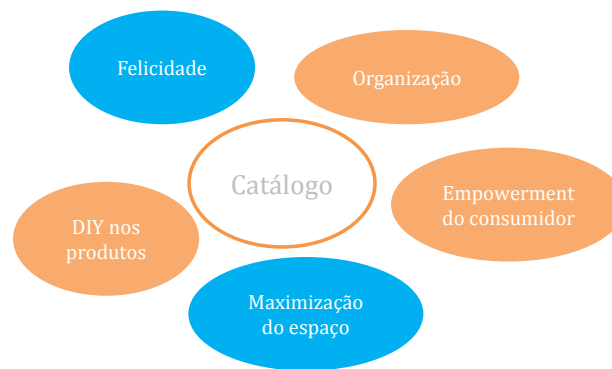 Felicidade
Organização
Catálogo
Empowerment
do consumidor
DIY nos
produtos
Maximização
do espaço